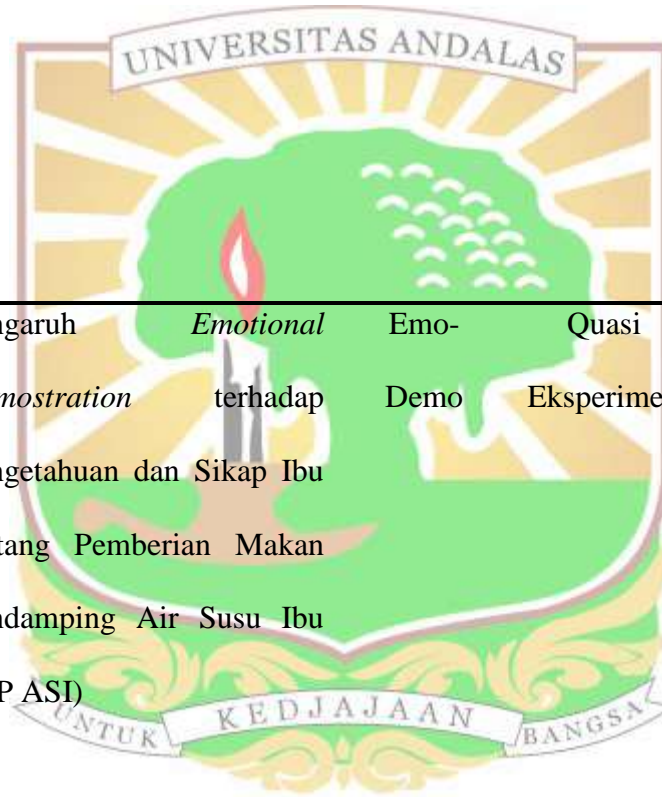 UNIVERSITAS ANDALAS
ngaruh Emotional Emo- Quasi
mostration terhadap Demo Eksperime
ngetahuan dan Sikap Ibu
tang Pemberian Makan
ndamping Air Susu Ibu
P ASI)
UNTUK KEDJAJAAN BANGSA